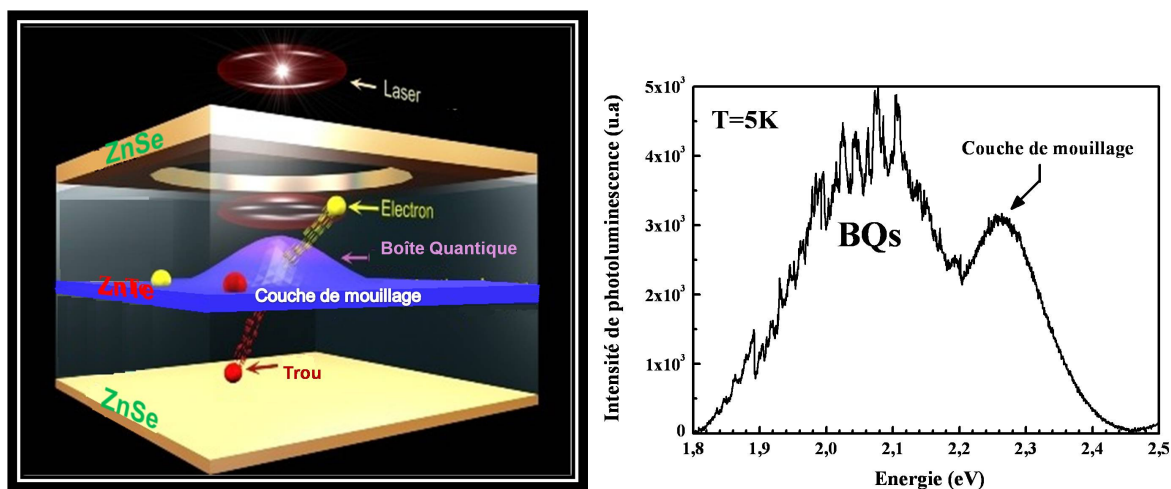 Laser
ZnSe
Electron
Boîte Quantique
ZnTe
Couche de mouillage
Trou
ZnSe
T=5K
Couche de mouillage
BQs
Intensité de photoluminescence (u.a)
5x10³
4x10³
3x10³
2x10³
1x10³
0
1,8 1,9 2,0 2,1 2,2 2,3 2,4 2,5
Energie (eV)